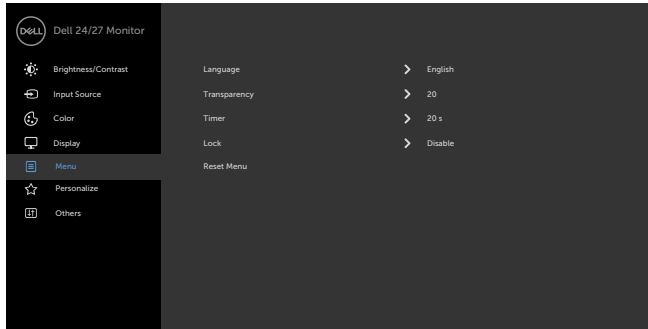 DELL Dell 24/27 Monitor
Brightness/Contrast Language English
Input Source Transparency 20
Color Timer 20 s
Display Lock Disable
Menu Reset Menu
Personalize
Others